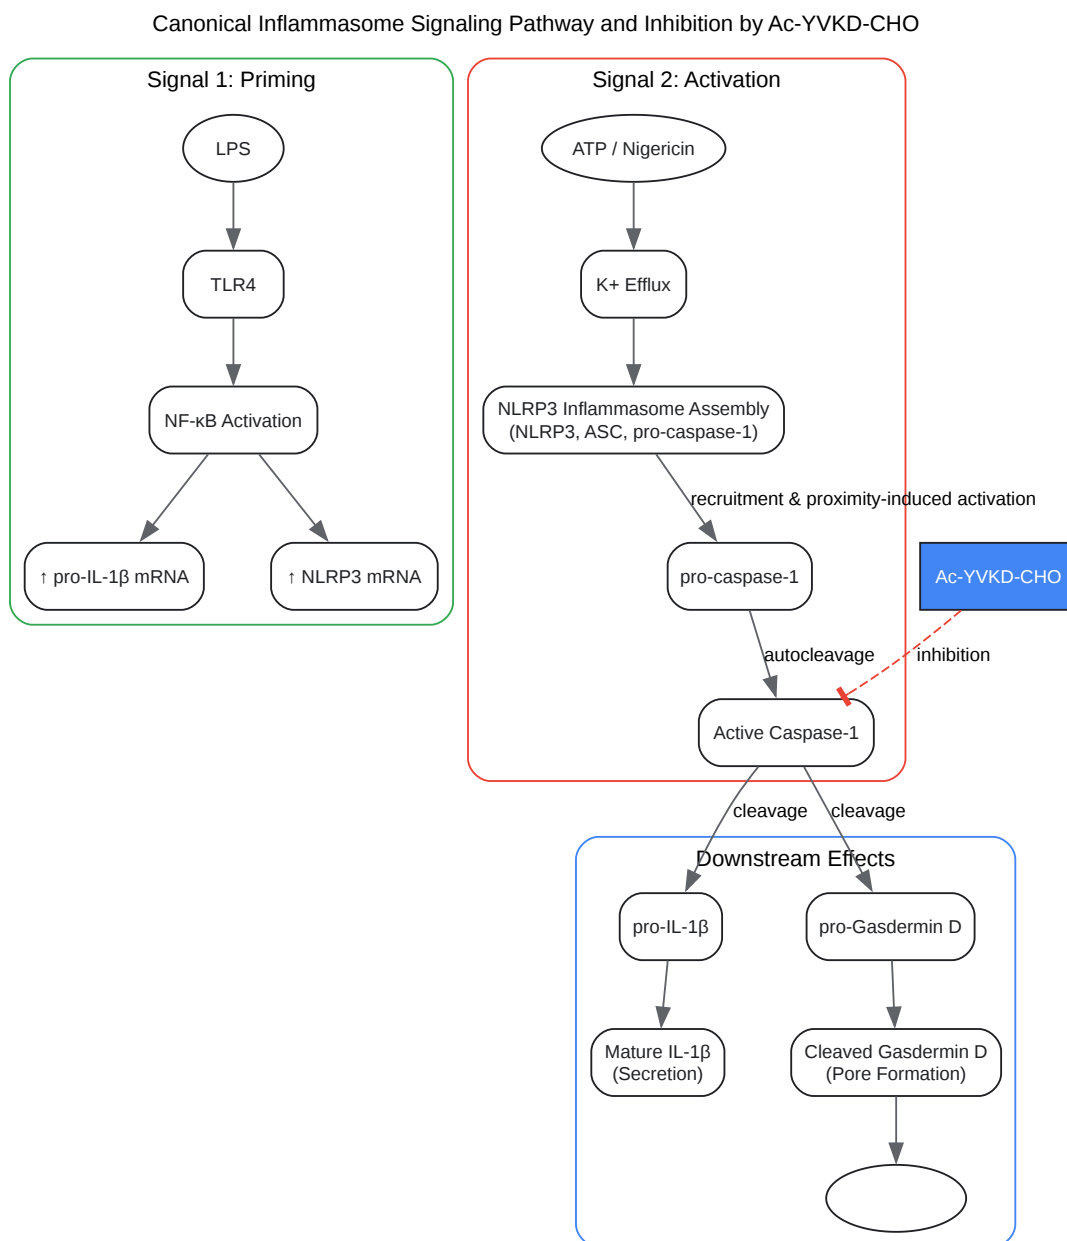 Canonical Inflammasome Signaling Pathway and Inhibition by Ac-YVKD-CHO
Signal 1: Priming
LPS
TLR4
NF-κB Activation
↑ pro-IL-1β mRNA
↑ NLRP3 mRNA
Signal 2: Activation
ATP / Nigericin
K+ Efflux
NLRP3 Inflammasome Assembly
(NLRP3, ASC, pro-caspase-1)
recruitment & proximity-induced activation
pro-caspase-1
Ac-YVKD-CHO
autocleavage
inhibition
Active Caspase-1
cleavage
cleavage
Downstream Effects
pro-IL-1β
pro-Gasdermin D
Mature IL-1β
(Secretion)
Cleaved Gasdermin D
(Pore Formation)